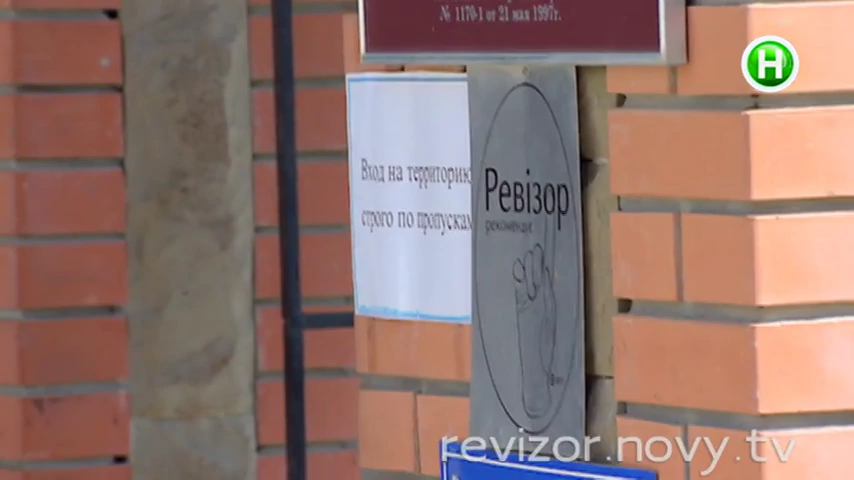 № 1170-1 от 21 мая 1997г.
Н
Вход на территорию
строго по пропускам
Ревізор
рекомендує
revizor.novy.tv